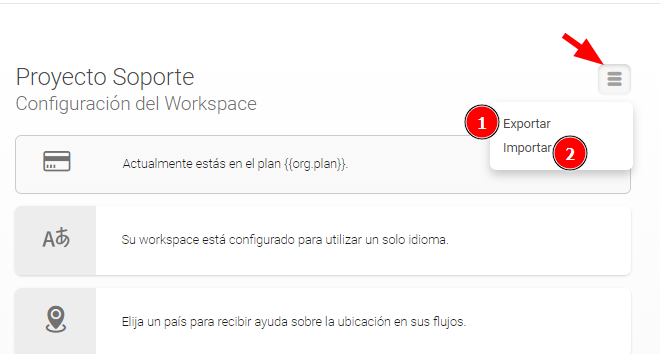 Proyecto Soporte
Configuración del Workspace
1 Exportar
Importar 2
Actualmente estás en el plan {{org.plan}}.
Aあ Su workspace está configurado para utilizar un solo idioma.
Elija un país para recibir ayuda sobre la ubicación en sus flujos.